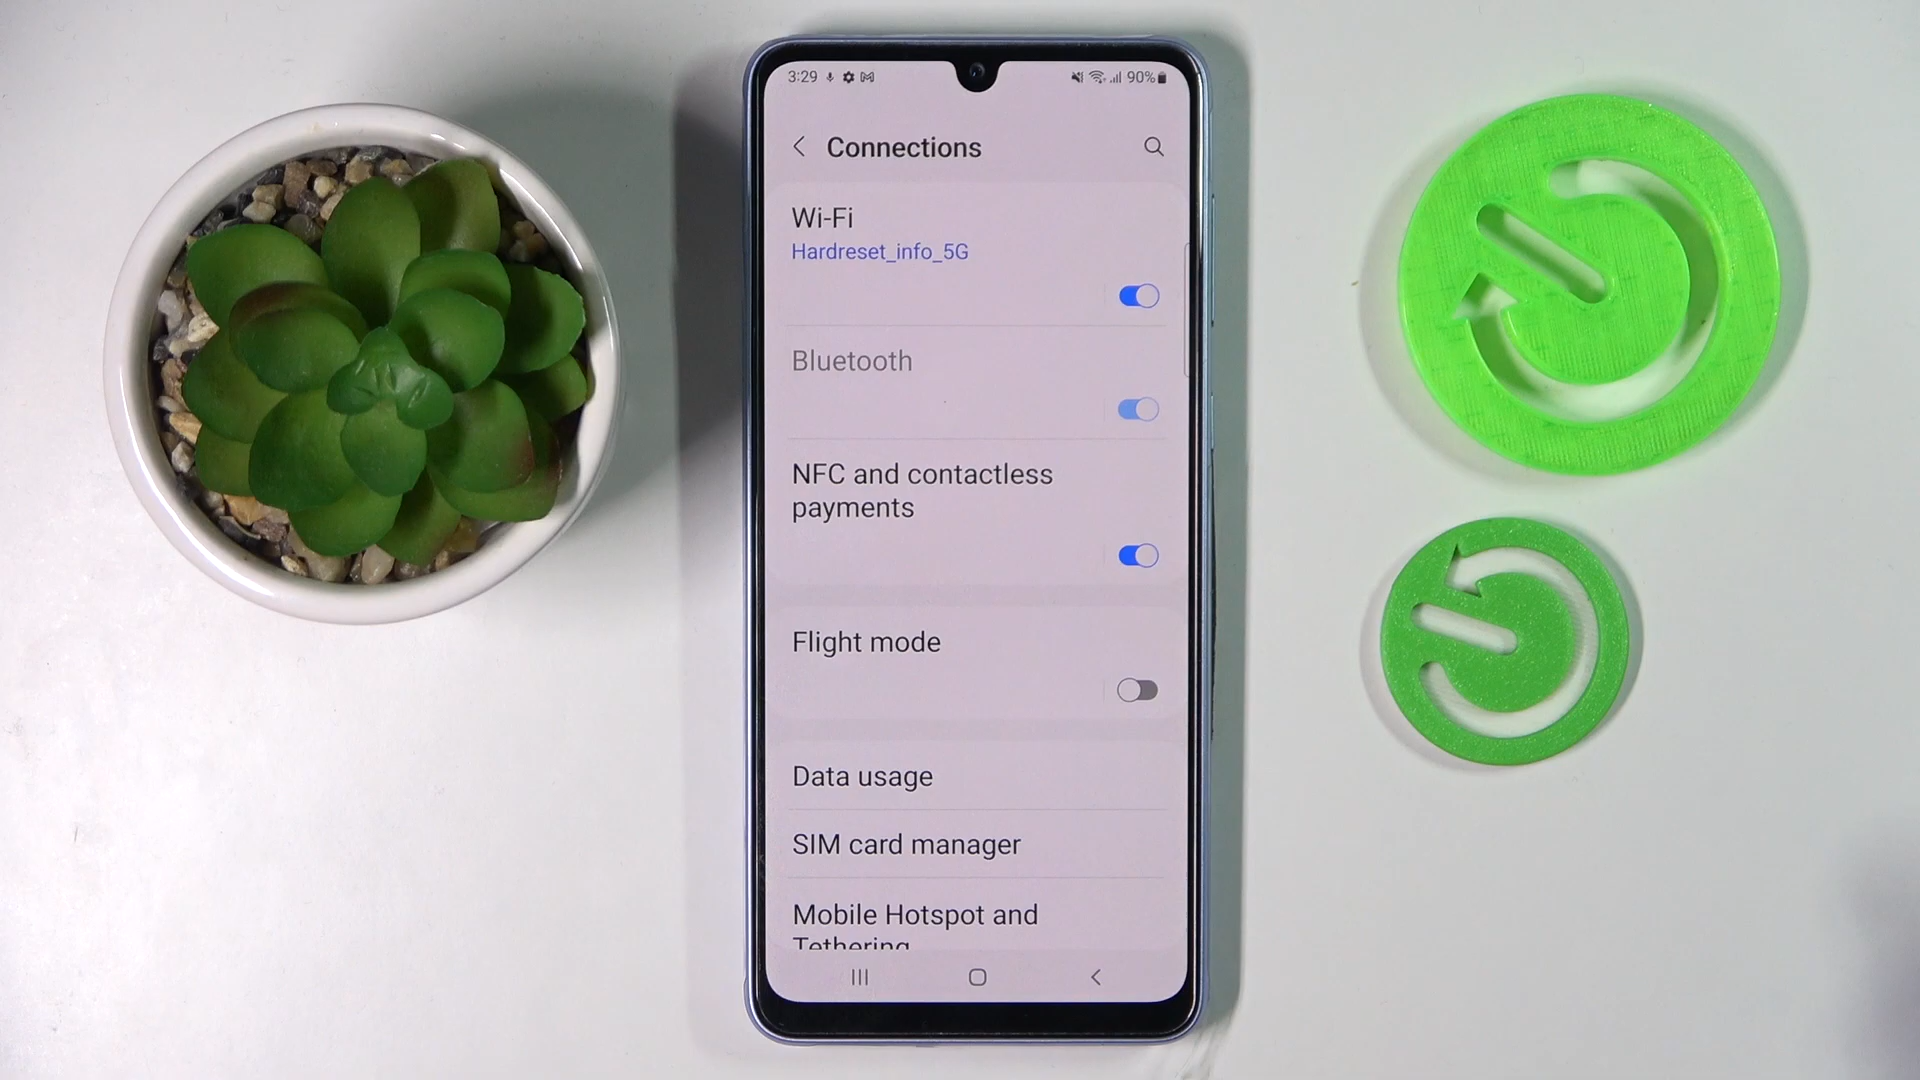 3:29 90%
Connections
Wi-Fi
Hardreset_info_5G
Bluetooth
NFC and contactless
payments
Flight mode
Data usage
SIM card manager
Mobile Hotspot and
Tethering